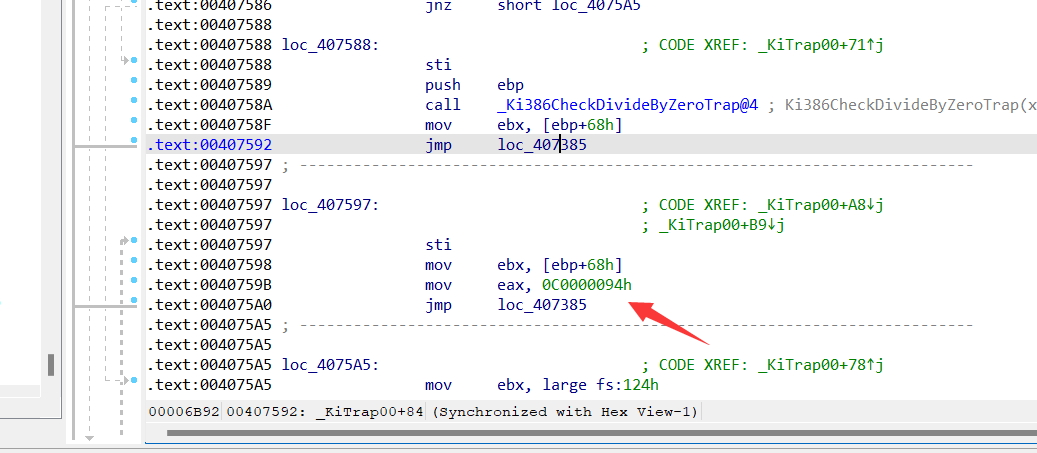 .text:00407586 jnz short loc_4075A5
.text:00407588
.text:00407588 loc_407588: ; CODE XREF: _KiTrap00+71↑j
.text:00407588 sti
.text:00407589 push ebp
.text:0040758A call _Ki386CheckDivideByZeroTrap@4 ; Ki386CheckDivideByZeroTrap(x
.text:0040758F mov ebx, [ebp+68h]
.text:00407592 jmp loc_407385
.text:00407597 ; ---------------------------------------------------------------------------
.text:00407597
.text:00407597 loc_407597: ; CODE XREF: _KiTrap00+A8↓j
.text:00407597 ; _KiTrap00+B9↓j
.text:00407597 sti
.text:00407598 mov ebx, [ebp+68h]
.text:0040759B mov eax, 0C0000094h
.text:004075A0 jmp loc_407385
.text:004075A5 ; ---------------------------------------------------------------------------
.text:004075A5
.text:004075A5 loc_4075A5: ; CODE XREF: _KiTrap00+78↑j
.text:004075A5 mov ebx, large fs:124h
00006B92 00407592: _KiTrap00+84 (Synchronized with Hex View-1)